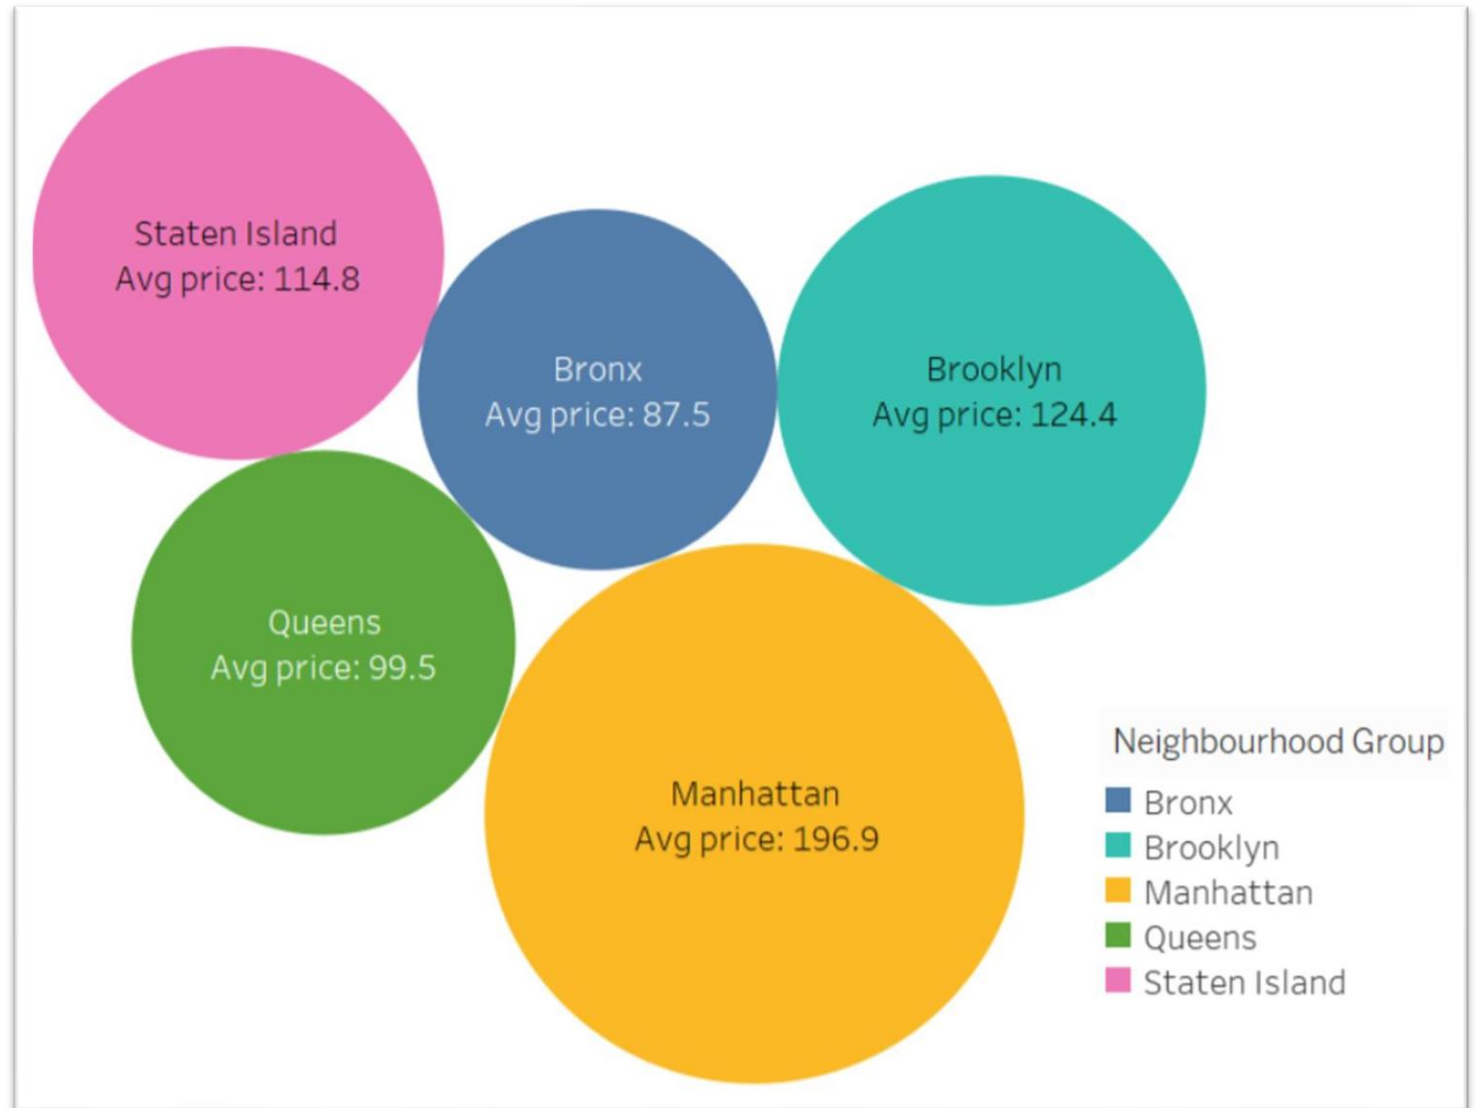 Staten Island
Avg price: 114.8
Bronx
Avg price: 87.5
Brooklyn
Avg price: 124.4
Queens
Avg price: 99.5
Manhattan
Avg price: 196.9
Neighbourhood Group
Bronx
Brooklyn
Manhattan
Queens
Staten Island